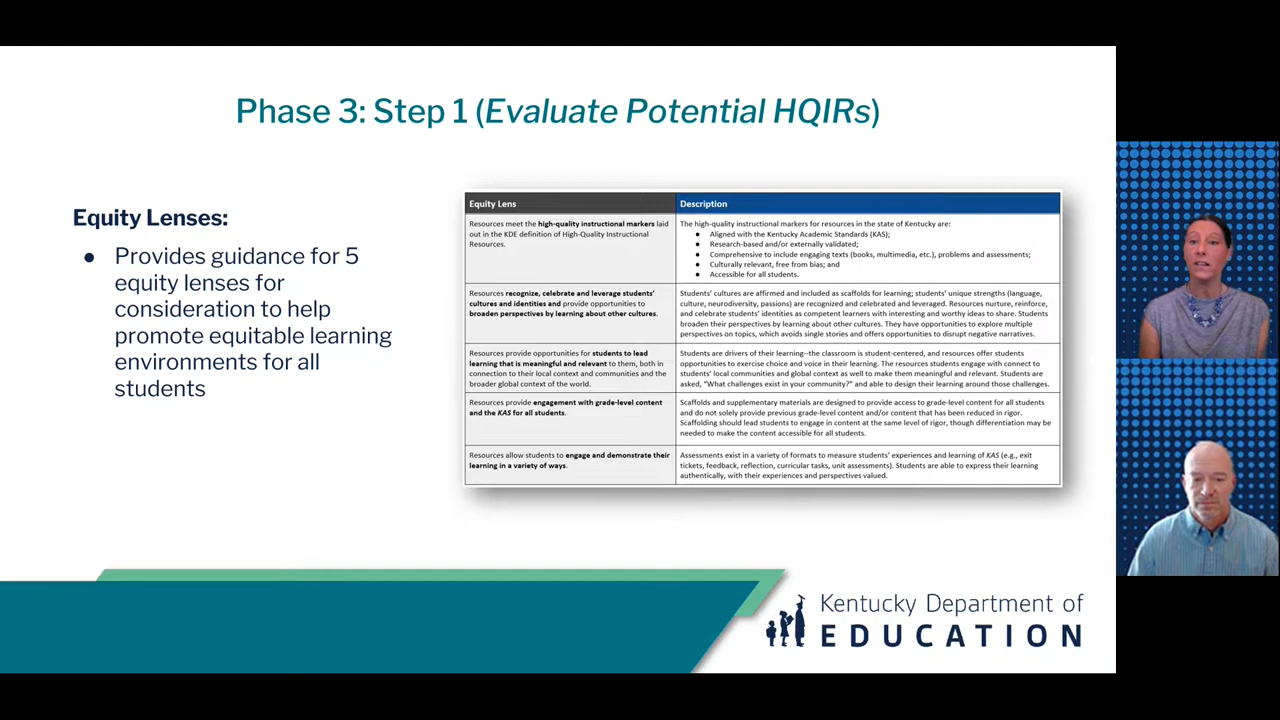 Phase 3: Step 1 (Evaluate Potential HQIRs)
Equity Lenses:
● Provides guidance for 5
equity lenses for
consideration to help
promote equitable learning
environments for all
students
Equity Lens
Description
Resources meet the high-quality instructional markers laid
out in the KDE definition of High-Quality Instructional
Resources.
The high-quality instructional markers for resources in the state of Kentucky are:
● Aligned with the Kentucky Academic Standards (KAS);
● Research-based and/or externally validated;
● Comprehensive to include engaging texts (books, multimedia, etc.), problems and assessments;
● Culturally relevant, free from bias; and
● Accessible for all students.
Resources recognize, celebrate and leverage students'
cultures and identities and provide opportunities to
broaden perspectives by learning about other cultures.
Students' cultures are affirmed and included as scaffolds for learning; students' unique strengths (language,
culture, neurodiversity, passions) are recognized and celebrated and leveraged. Resources nurture, reinforce,
and celebrate students' identities as competent learners with interesting and worthy ideas to share. Students
broaden their perspectives by learning about other cultures. They have opportunities to explore multiple
perspectives on topics, which avoids single stories and offers opportunities to disrupt negative narratives.
Resources provide opportunities for students to lead
learning that is meaningful and relevant to them, both in
connection to their local context and communities and the
broader global context of the world.
Students are drivers of their learning--the classroom is student-centered, and resources offer students
opportunities to exercise choice and voice in their learning. The resources students engage with connect to
students' local communities and global context as well to make them meaningful and relevant. Students are
asked, "What challenges exist in your community?" and able to design their learning around those challenges.
Resources provide engagement with grade-level content
and the KAS for all students.
Scaffolds and supplementary materials are designed to provide access to grade-level content for all students
and do not solely provide previous grade-level content and/or content that has been reduced in rigor.
Scaffolding should lead students to engage in content at the same level of rigor, though differentiation may be
needed to make the content accessible for all students.
Resources allow students to engage and demonstrate their
learning in a variety of ways.
Assessments exist in a variety of formats to measure students' experiences and learning of KAS (e.g., exit
tickets, feedback, reflection, curricular tasks, unit assessments). Students are able to express their learning
authentically, with their experiences and perspectives valued.
Kentucky Department of
EDUCATION